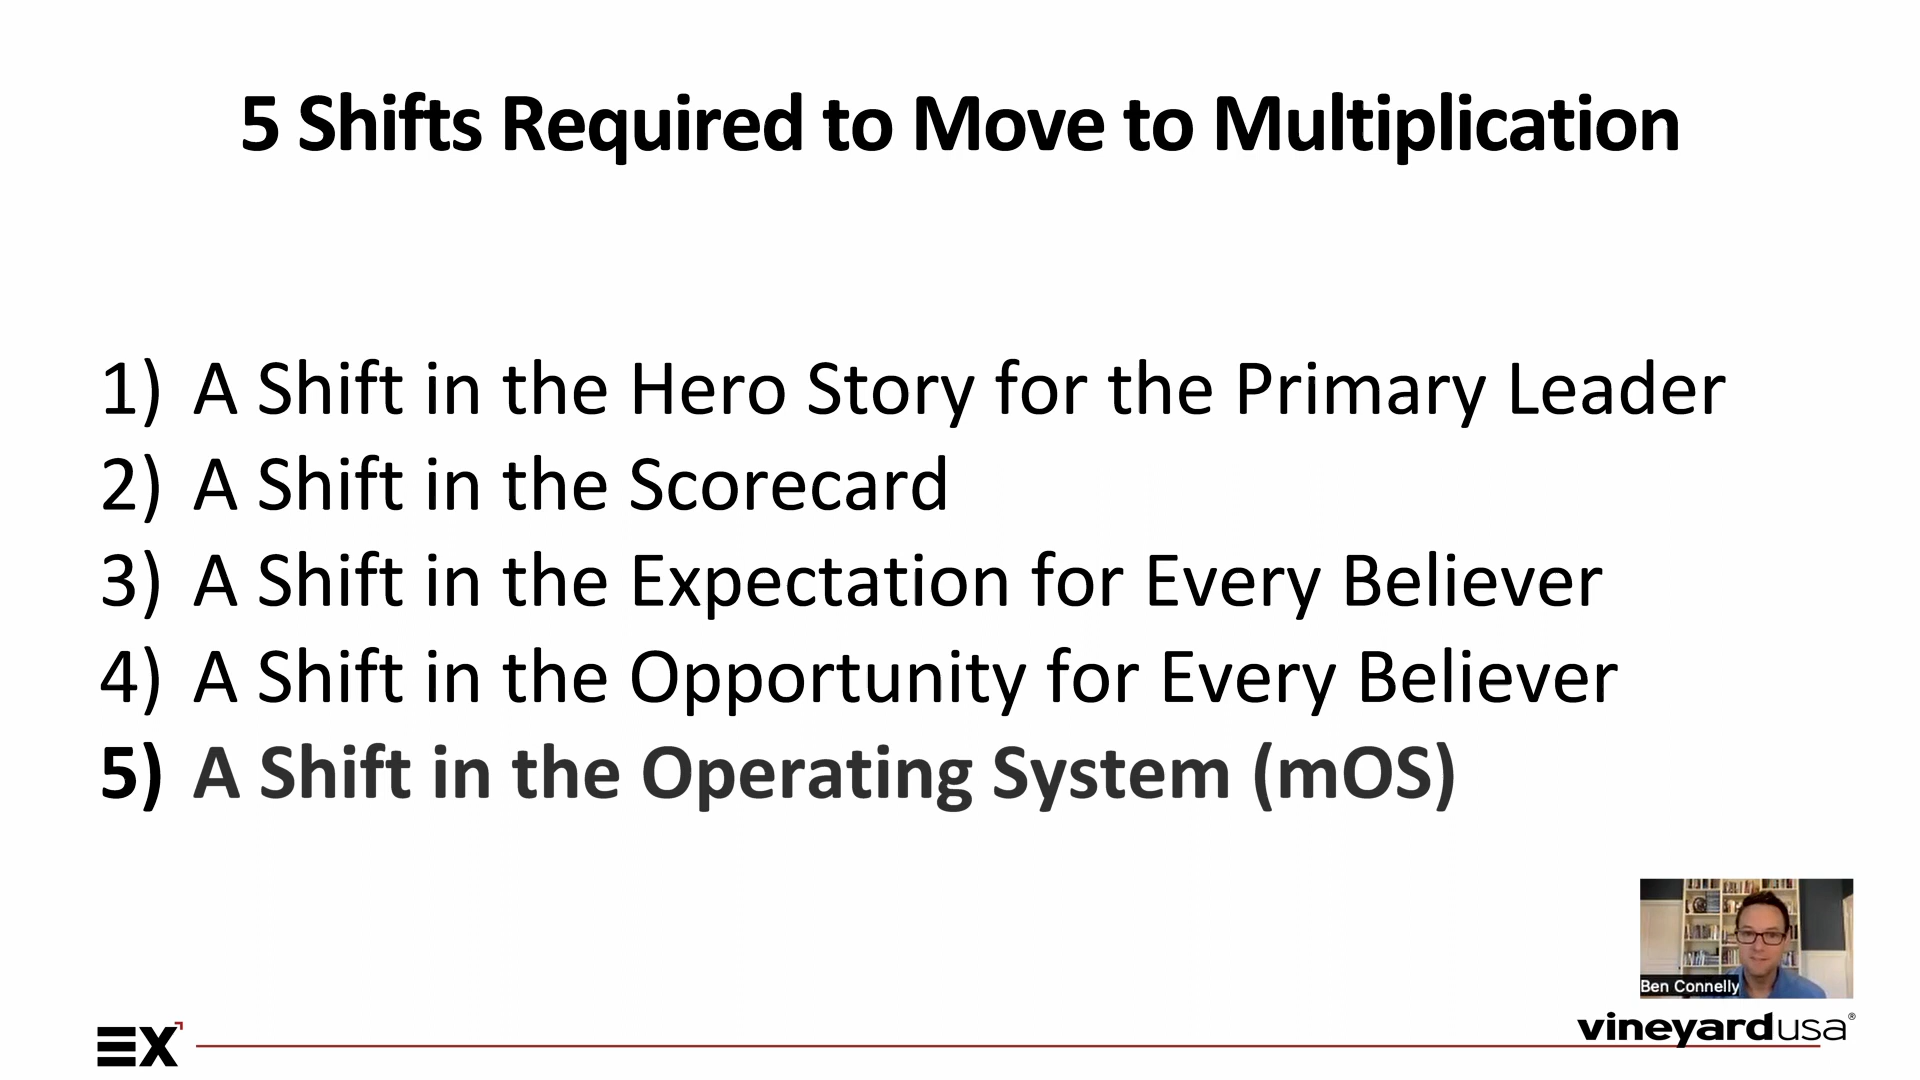 5 Shifts Required to Move to Multiplication
1) A Shift in the Hero Story for the Primary Leader
2) A Shift in the Scorecard
3) A Shift in the Expectation for Every Believer
4) A Shift in the Opportunity for Every Believer
5) A Shift in the Operating System (mOS)
Ben Connelly
EX
vineyardusa®